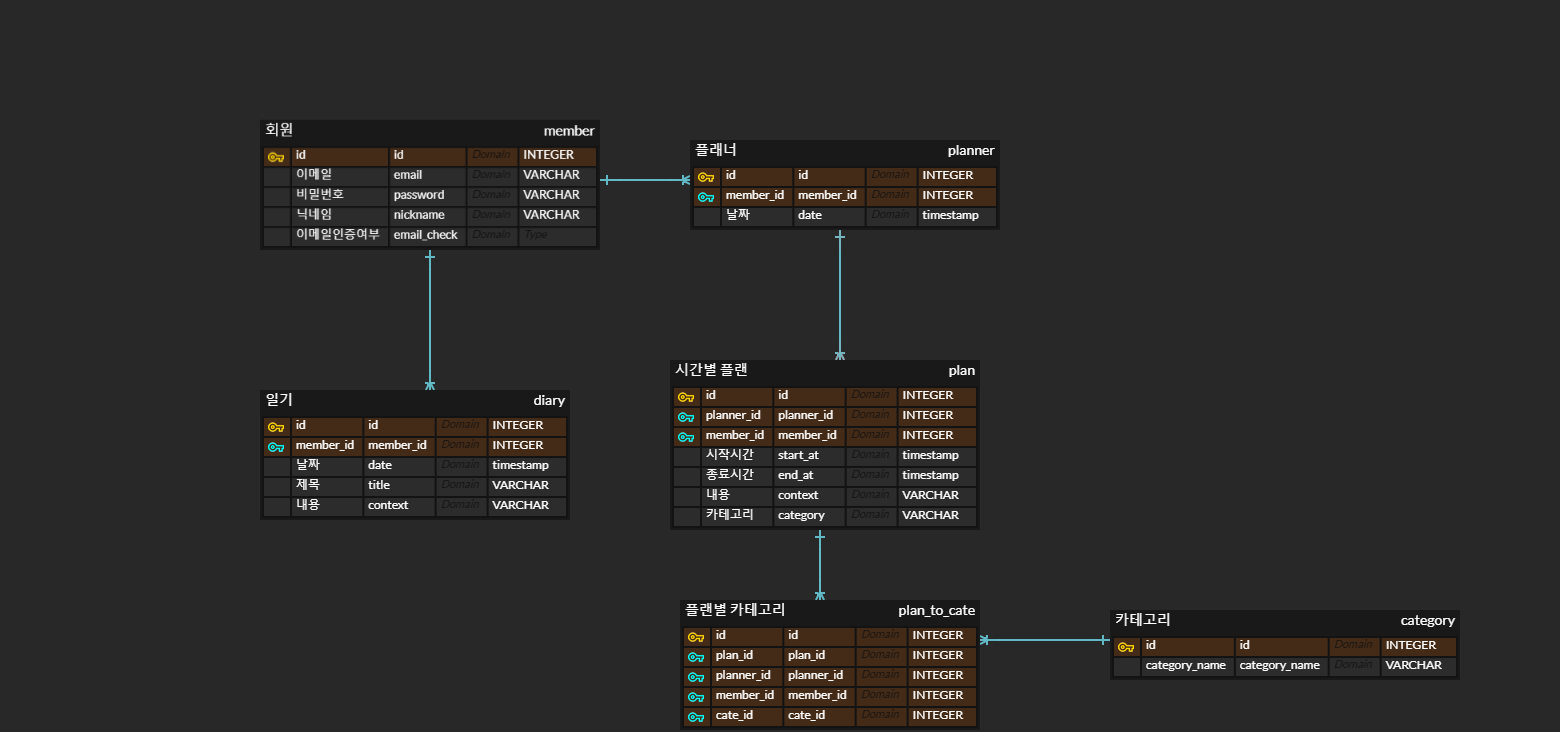 회원 member
id id Domain INTEGER
이메일 email Domain VARCHAR
비밀번호 password Domain VARCHAR
닉네임 nickname Domain VARCHAR
이메일인증여부 email_check Domain Type
플래너 planner
id id Domain INTEGER
member_id member_id Domain INTEGER
날짜 date Domain timestamp
일기 diary
id id Domain INTEGER
member_id member_id Domain INTEGER
날짜 date Domain timestamp
제목 title Domain VARCHAR
내용 context Domain VARCHAR
시간별 플랜 plan
id id Domain INTEGER
planner_id planner_id Domain INTEGER
member_id member_id Domain INTEGER
시작시간 start_at Domain timestamp
종료시간 end_at Domain timestamp
내용 context Domain VARCHAR
카테고리 category Domain VARCHAR
플랜별 카테고리 plan_to_cate
id id Domain INTEGER
plan_id plan_id Domain INTEGER
planner_id planner_id Domain INTEGER
member_id member_id Domain INTEGER
cate_id cate_id Domain INTEGER
카테고리 category
id id Domain INTEGER
category_name category_name Domain VARCHAR